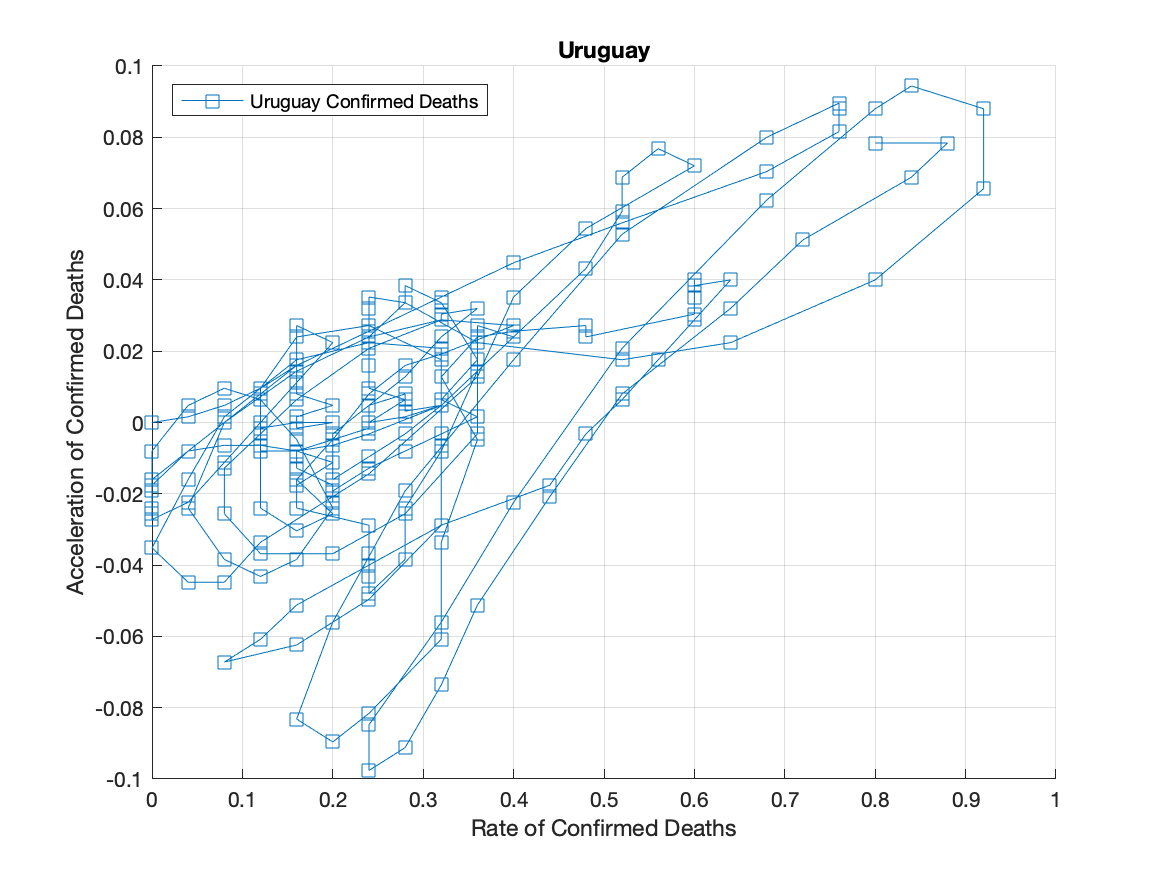 Uruguay
Uruguay Confirmed Deaths
0.1
0.08
0.06
0.04
0.02
0
-0.02
-0.04
-0.06
-0.08
-0.1
Acceleration of Confirmed Deaths
0 0.1 0.2 0.3 0.4 0.5 0.6 0.7 0.8 0.9 1
Rate of Confirmed Deaths